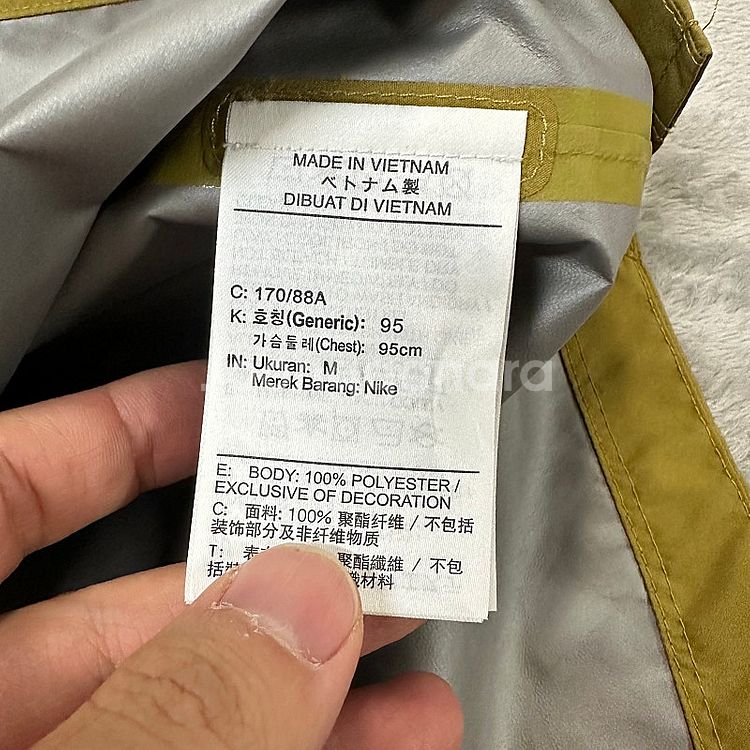 MADE IN VIETNAM
ベトナム製
DIBUAT DI VIETNAM
C: 170/88A
K: 호칭(Generic): 95
가슴둘레(Chest): 95cm
IN: Ukuran: M
Merek Barang: Nike
E: BODY: 100% POLYESTER /
EXCLUSIVE OF DECORATION
C: 面料: 100% 聚酯纤维 / 不包括
装饰部分及非纤维物质
T: 聚酯纖維 / 不包
材料